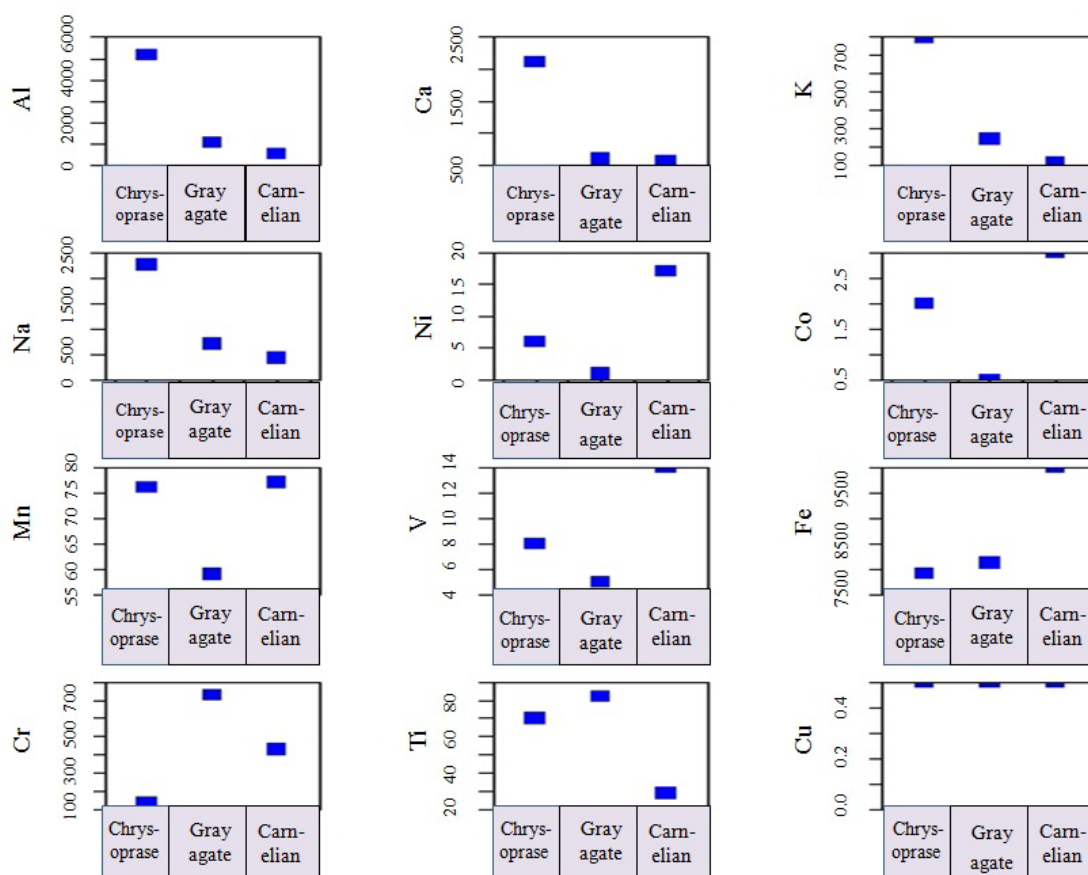 Al
6000
4000
2000
0
Chrys-
oprase
Gray
agate
Carn-
elian
Ca
2500
1500
500
Chrys-
oprase
Gray
agate
Carn-
elian
K
700
500
300
100
Chrys-
oprase
Gray
agate
Carn-
elian
Na
2500
1500
500
0
Chrys-
oprase
Gray
agate
Carn-
elian
Ni
20
15
10
5
0
Chrys-
oprase
Gray
agate
Carn-
elian
Co
2.5
1.5
0.5
Chrys-
oprase
Gray
agate
Carn-
elian
Mn
80
75
70
65
60
55
Chrys-
oprase
Gray
agate
Carn-
elian
V
14
12
10
8
6
4
Chrys-
oprase
Gray
agate
Carn-
elian
Fe
9500
8500
7500
Chrys-
oprase
Gray
agate
Carn-
elian
Cr
700
500
300
100
Chrys-
oprase
Gray
agate
Carn-
elian
Ti
80
60
40
20
Chrys-
oprase
Gray
agate
Carn-
elian
Cu
0.4
0.2
0.0
Chrys-
oprase
Gray
agate
Carn-
elian